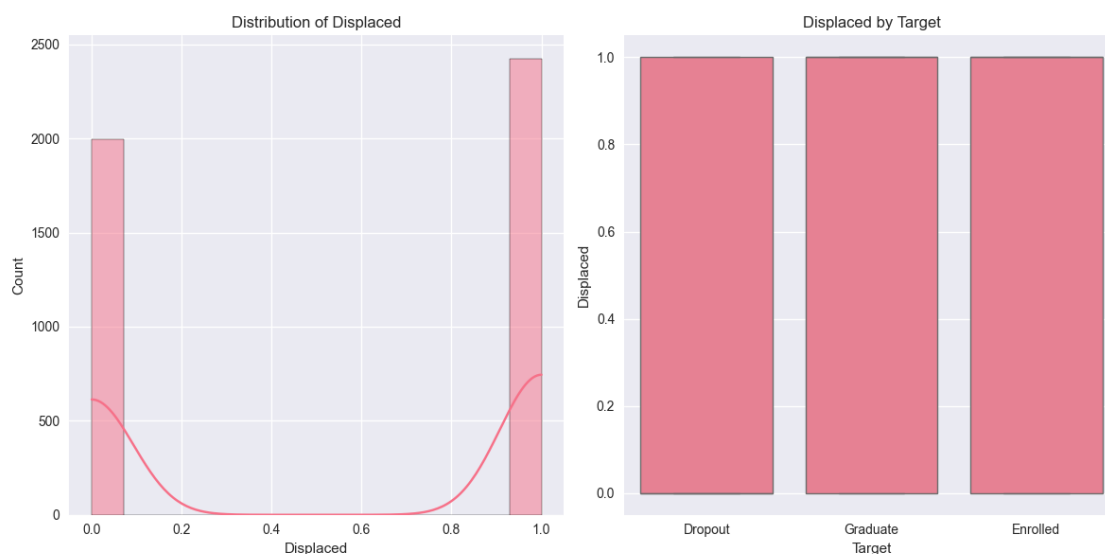 Distribution of Displaced
2500
2000
1500
1000
500
0
Count
0.0 0.2 0.4 0.6 0.8 1.0
Displaced
Displaced by Target
1.0
0.8
0.6
0.4
0.2
0.0
Displaced
Dropout Graduate Enrolled
Target